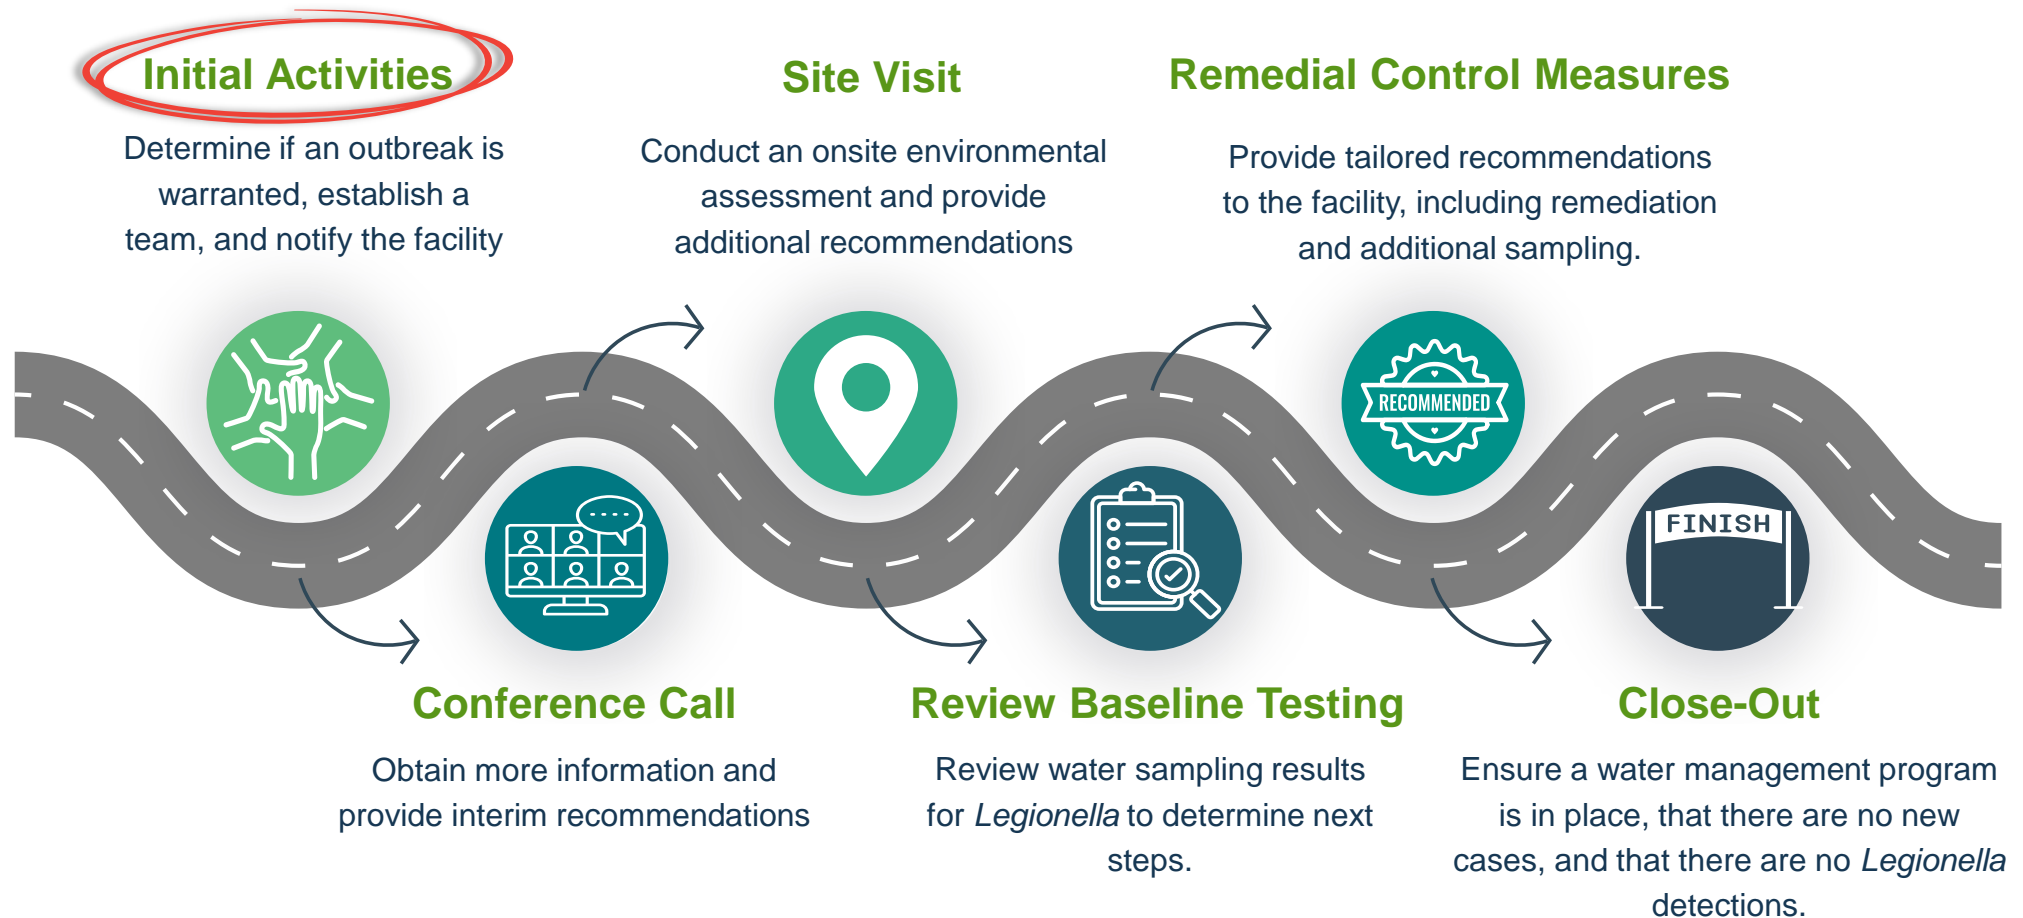 Initial Activities
Determine if an outbreak is
warranted, establish a
team, and notify the facility
Site Visit
Conduct an onsite environmental
assessment and provide
additional recommendations
Remedial Control Measures
Provide tailored recommendations
to the facility, including remediation
and additional sampling.
RECOMMENDED
FINISH
Conference Call
Obtain more information and
provide interim recommendations
Review Baseline Testing
Review water sampling results
for Legionella to determine next
steps.
Close-Out
Ensure a water management program
is in place, that there are no new
cases, and that there are no Legionella
detections.